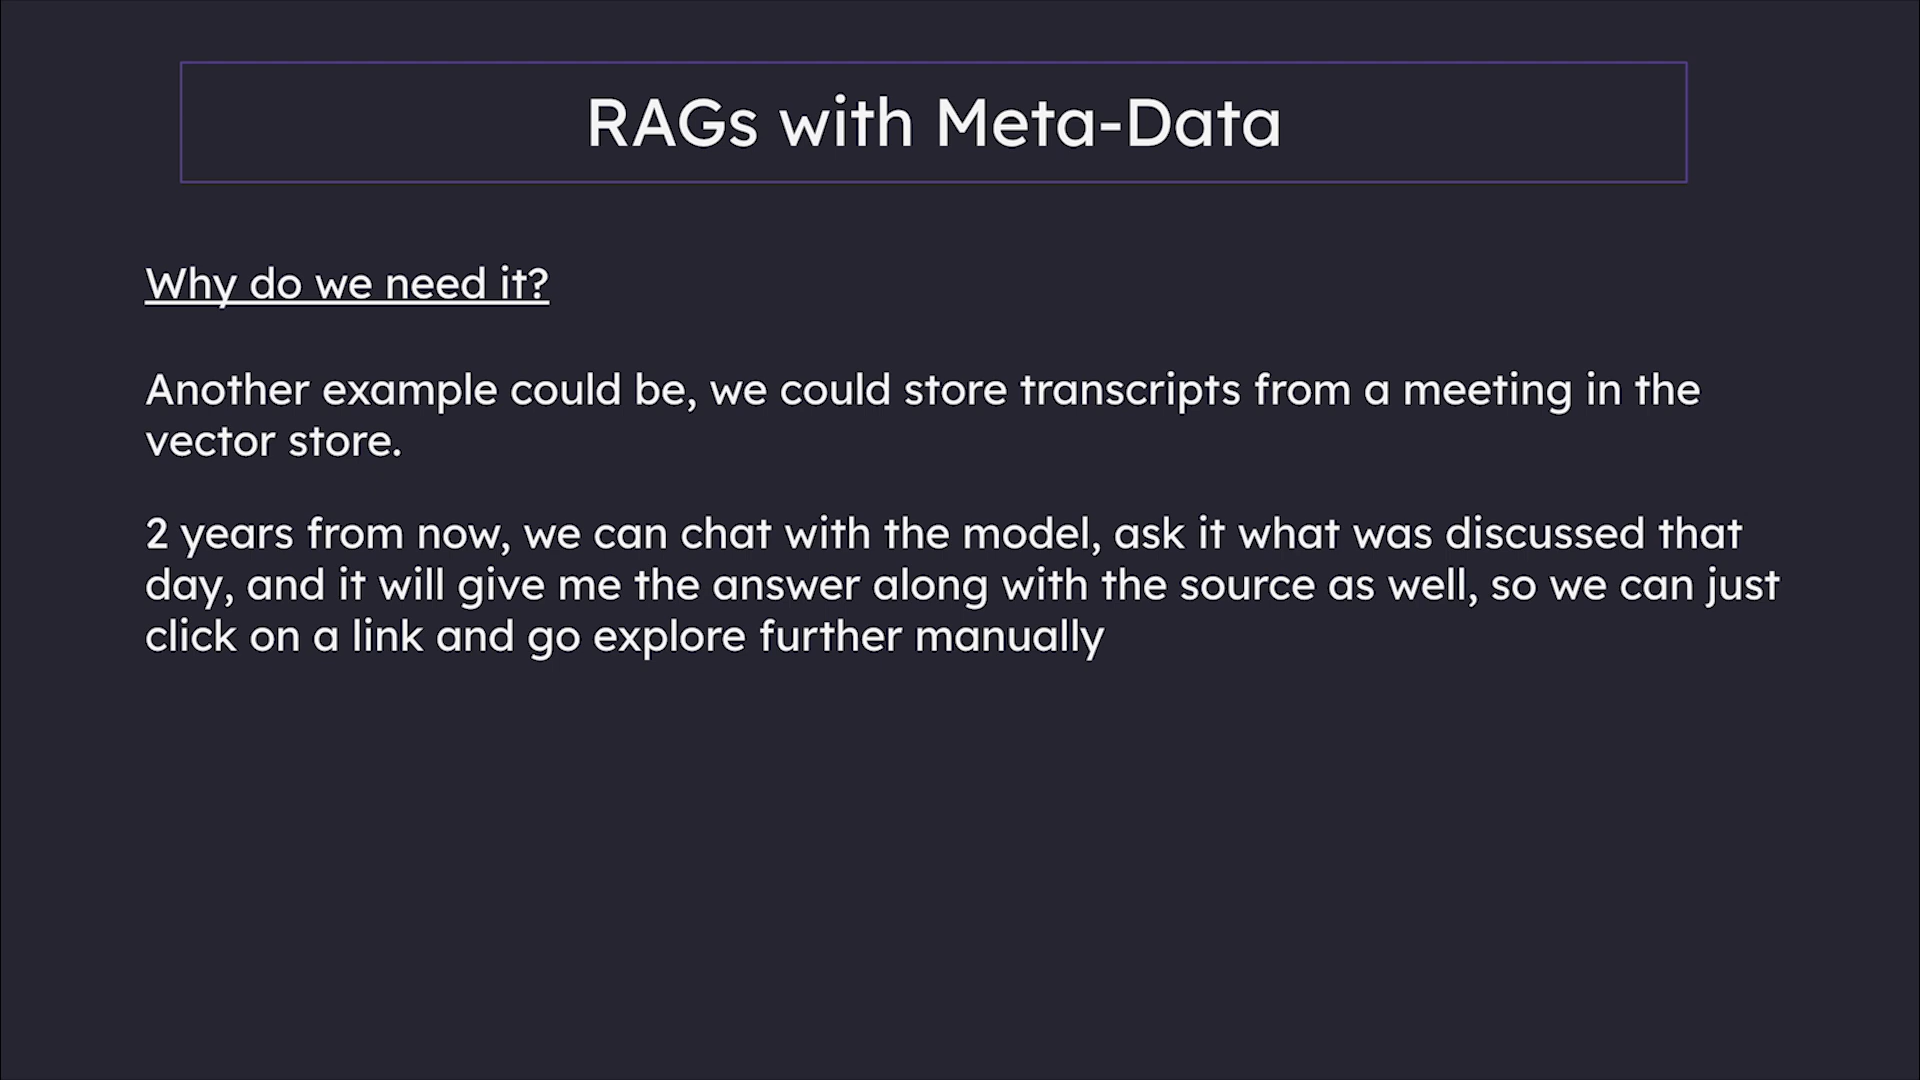 RAGs with Meta-Data
Why do we need it?
Another example could be, we could store transcripts from a meeting in the
vector store.
2 years from now, we can chat with the model, ask it what was discussed that
day, and it will give me the answer along with the source as well, so we can just
click on a link and go explore further manually